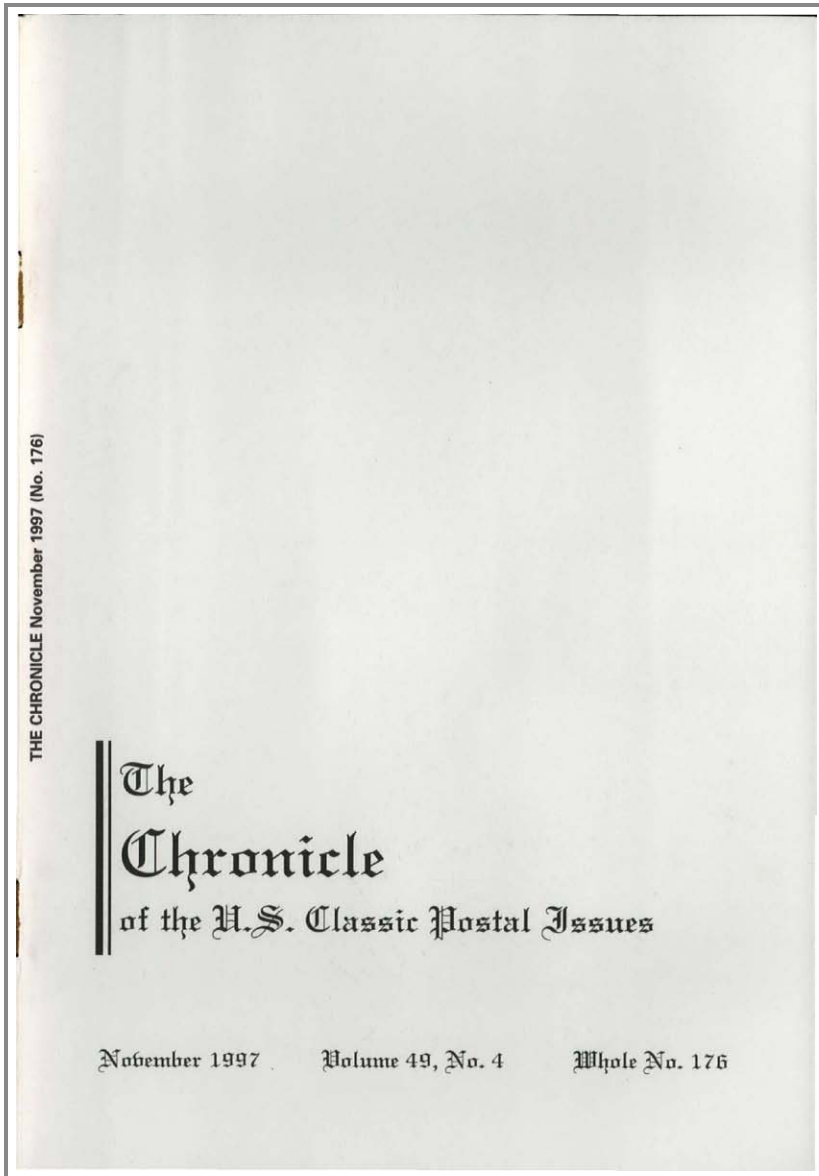 THE CHRONICLE November 1997 (No. 176)
The
Chronicle
of the U.S. Classic Postal Issues
November 1997 Volume 49, No. 4 Whole No. 176